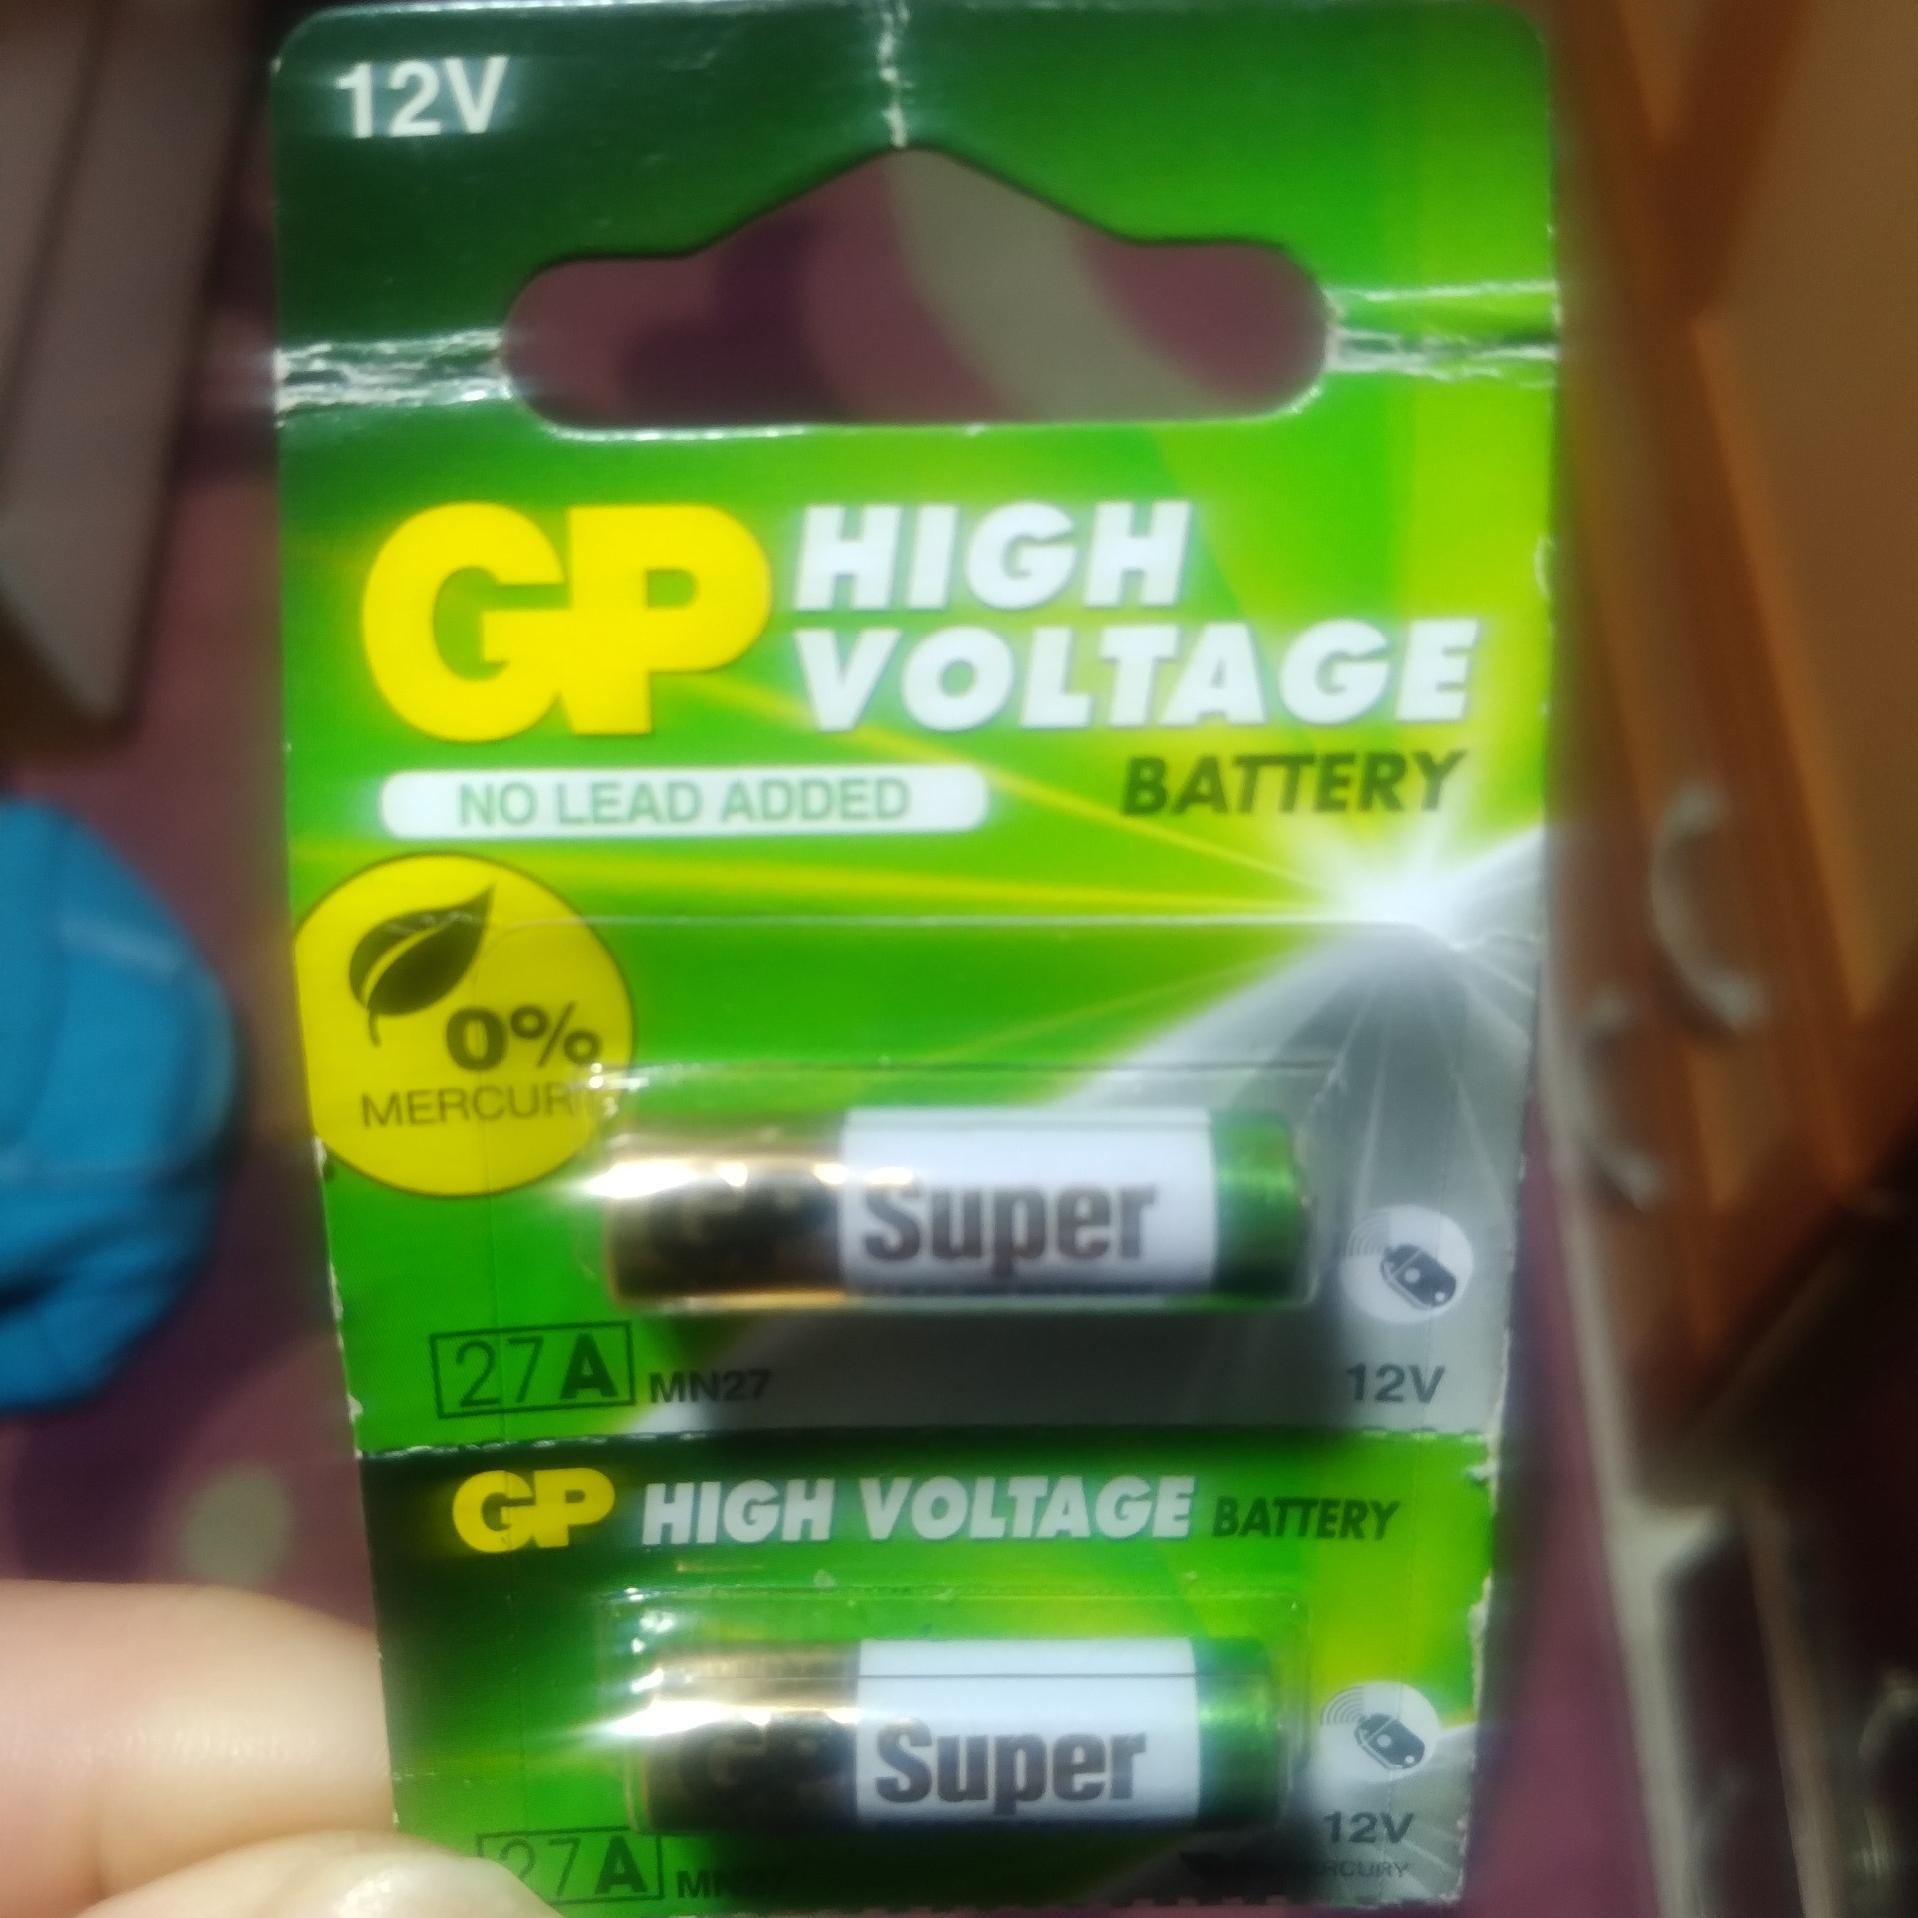 12V
GP HIGH
VOLTAGE
BATTERY
NO LEAD ADDED
0%
MERCURY
Super
27A MN27
12V
GP HIGH VOLTAGE BATTERY
Super
12V
27A MN27